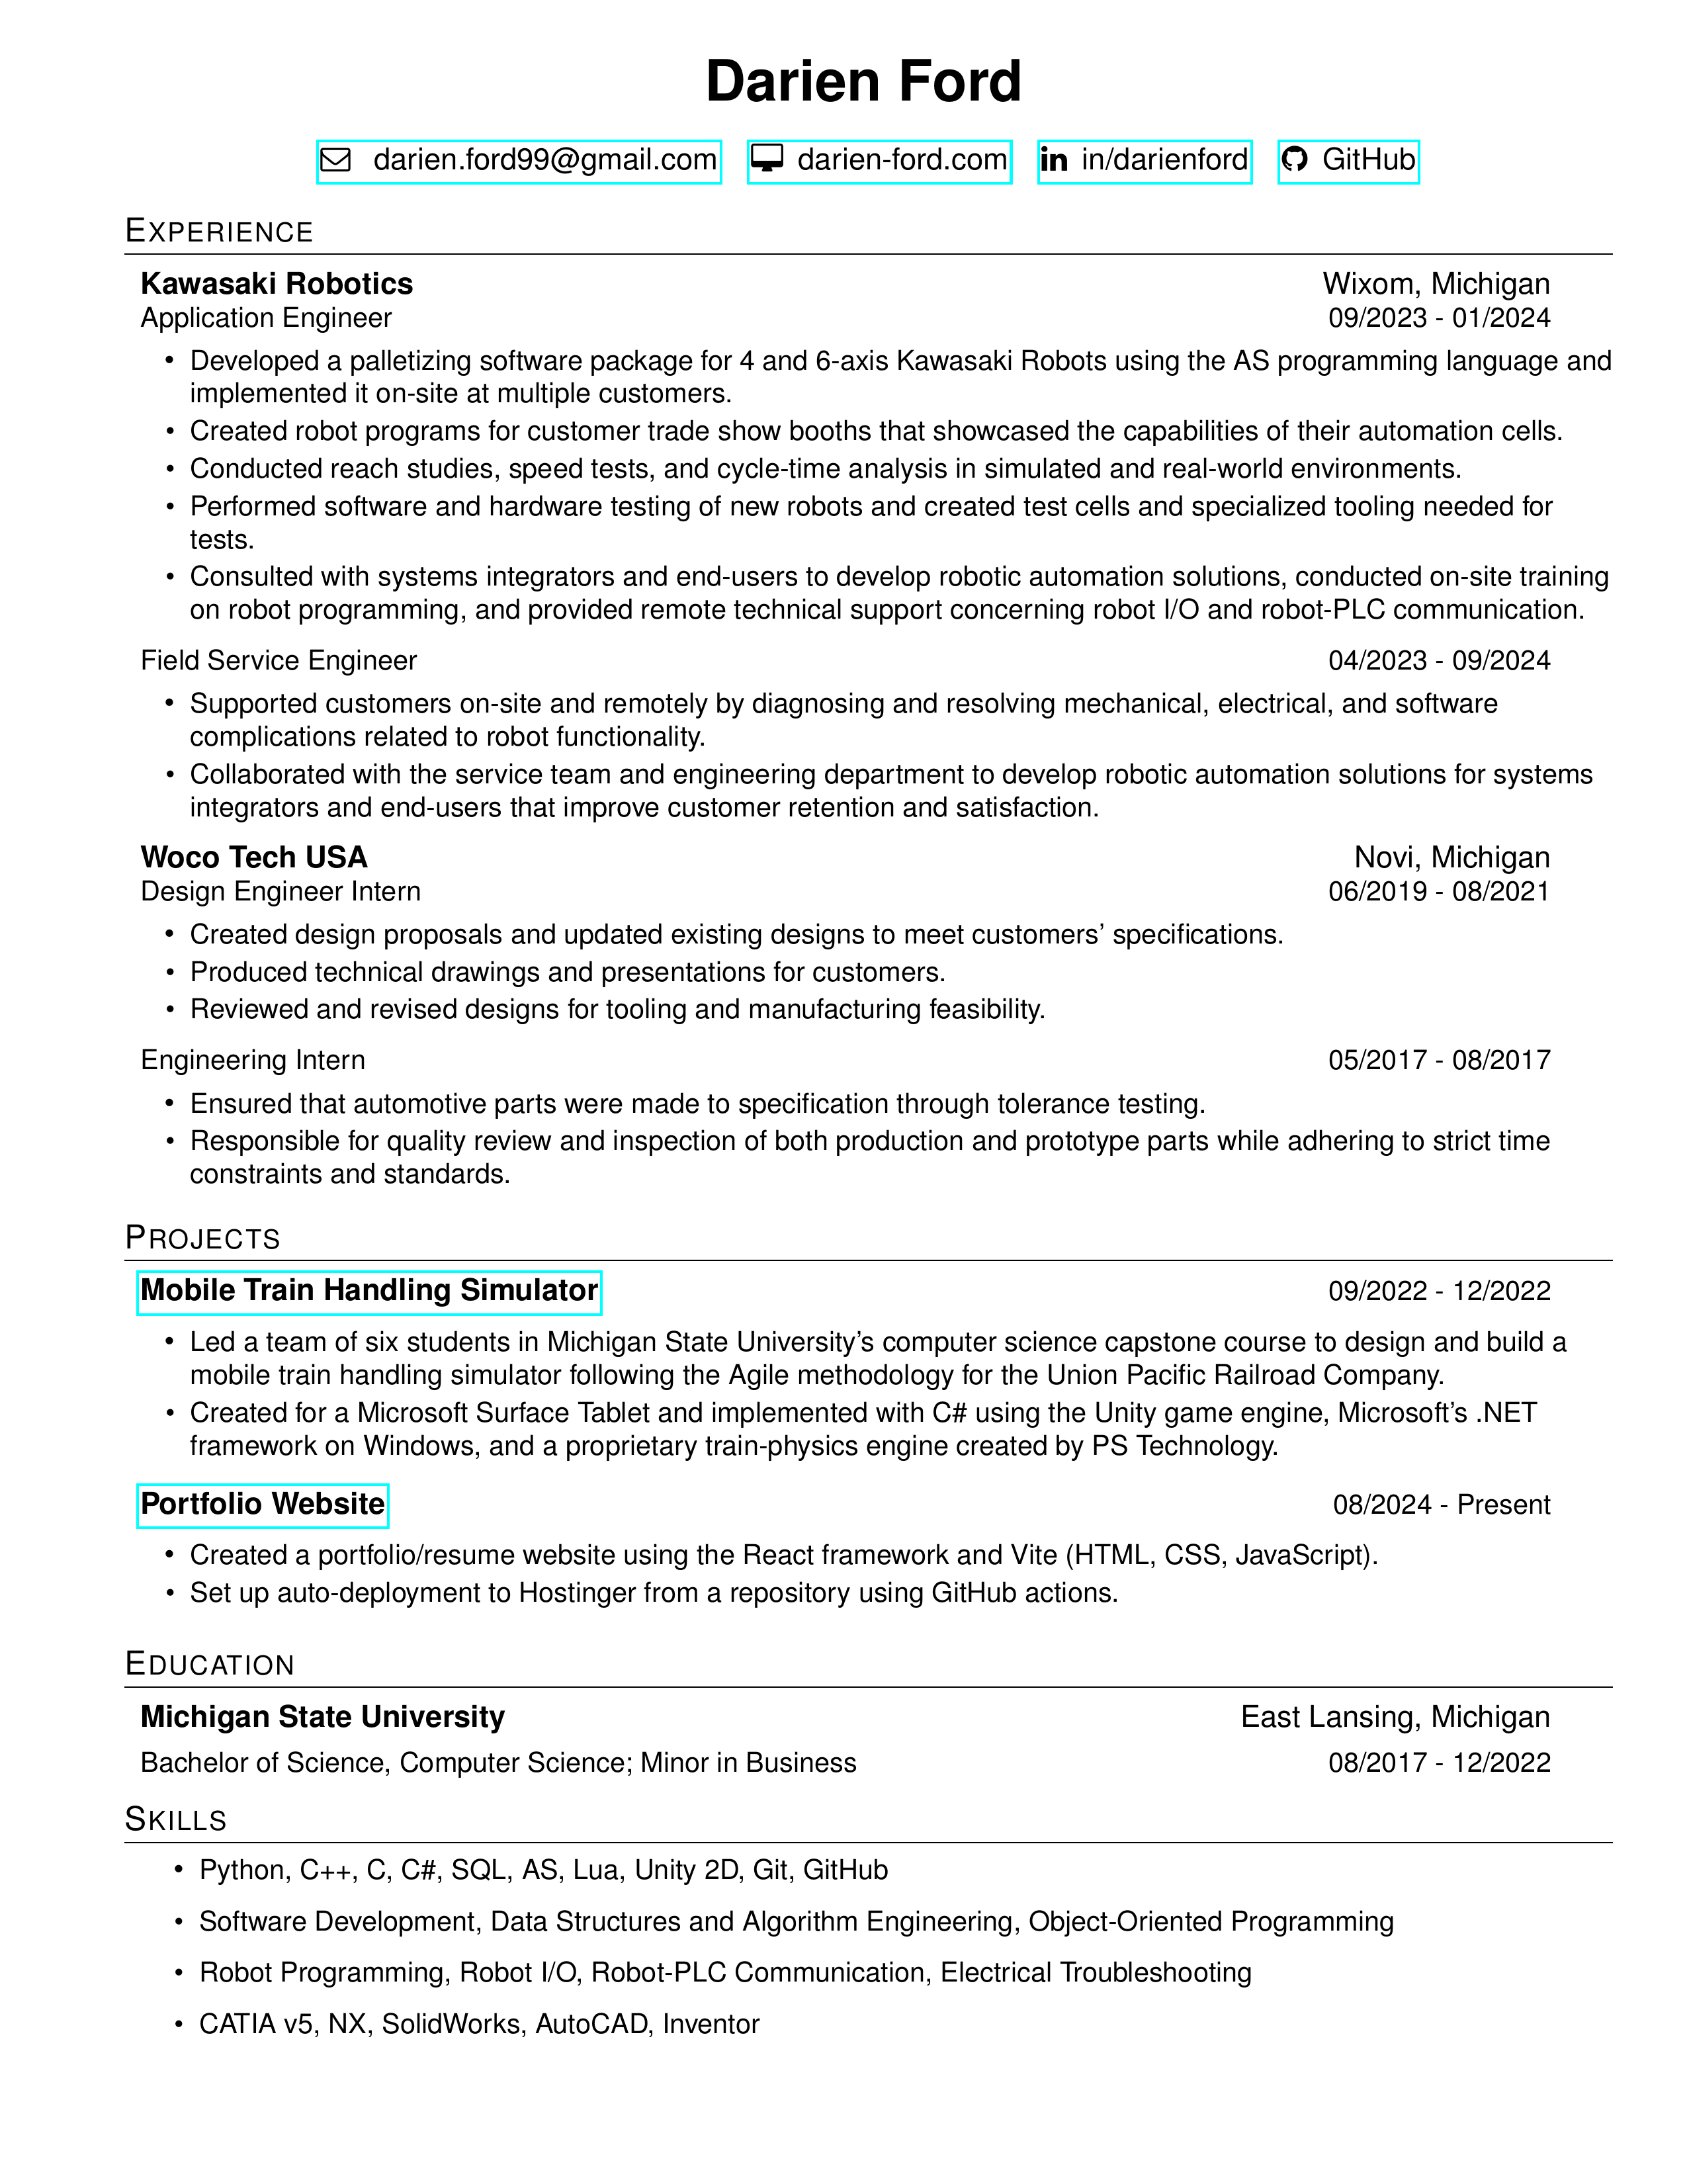 Darien Ford
darien.ford99@gmail.com darien-ford.com in/darienford GitHub
EXPERIENCE
Kawasaki Robotics Wixom, Michigan
Application Engineer 09/2023 - 01/2024
• Developed a palletizing software package for 4 and 6-axis Kawasaki Robots using the AS programming language and
implemented it on-site at multiple customers.
• Created robot programs for customer trade show booths that showcased the capabilities of their automation cells.
• Conducted reach studies, speed tests, and cycle-time analysis in simulated and real-world environments.
• Performed software and hardware testing of new robots and created test cells and specialized tooling needed for
tests.
• Consulted with systems integrators and end-users to develop robotic automation solutions, conducted on-site training
on robot programming, and provided remote technical support concerning robot I/O and robot-PLC communication.
Field Service Engineer 04/2023 - 09/2024
• Supported customers on-site and remotely by diagnosing and resolving mechanical, electrical, and software
complications related to robot functionality.
• Collaborated with the service team and engineering department to develop robotic automation solutions for systems
integrators and end-users that improve customer retention and satisfaction.
Woco Tech USA Novi, Michigan
Design Engineer Intern 06/2019 - 08/2021
• Created design proposals and updated existing designs to meet customers’ specifications.
• Produced technical drawings and presentations for customers.
• Reviewed and revised designs for tooling and manufacturing feasibility.
Engineering Intern 05/2017 - 08/2017
• Ensured that automotive parts were made to specification through tolerance testing.
• Responsible for quality review and inspection of both production and prototype parts while adhering to strict time
constraints and standards.
PROJECTS
Mobile Train Handling Simulator 09/2022 - 12/2022
• Led a team of six students in Michigan State University’s computer science capstone course to design and build a
mobile train handling simulator following the Agile methodology for the Union Pacific Railroad Company.
• Created for a Microsoft Surface Tablet and implemented with C# using the Unity game engine, Microsoft’s .NET
framework on Windows, and a proprietary train-physics engine created by PS Technology.
Portfolio Website 08/2024 - Present
• Created a portfolio/resume website using the React framework and Vite (HTML, CSS, JavaScript).
• Set up auto-deployment to Hostinger from a repository using GitHub actions.
EDUCATION
Michigan State University East Lansing, Michigan
Bachelor of Science, Computer Science; Minor in Business 08/2017 - 12/2022
SKILLS
• Python, C++, C, C#, SQL, AS, Lua, Unity 2D, Git, GitHub
• Software Development, Data Structures and Algorithm Engineering, Object-Oriented Programming
• Robot Programming, Robot I/O, Robot-PLC Communication, Electrical Troubleshooting
• CATIA v5, NX, SolidWorks, AutoCAD, Inventor